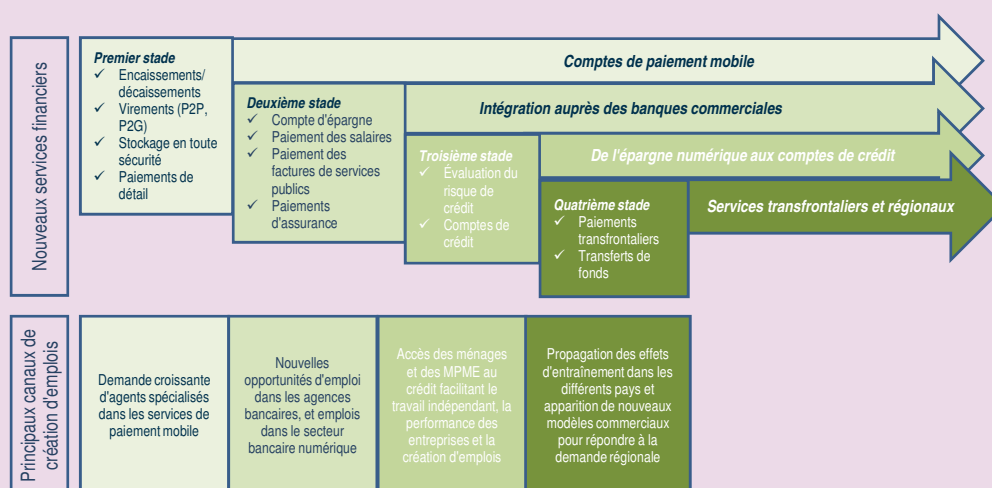 Nouveaux services financiers
Premier stade
✓ Encaissements/
décaissements
✓ Virements (P2P,
P2G)
✓ Stockage en toute
sécurité
✓ Paiements de
détail
Comptes de paiement mobile
Deuxième stade
✓ Compte d'épargne
✓ Paiement des salaires
✓ Paiement des
factures de services
publics
✓ Paiements
d'assurance
Intégration auprès des banques commerciales
Troisième stade
✓ Évaluation du
risque de
crédit
✓ Comptes de
crédit
De l'épargne numérique aux comptes de crédit
Quatrième stade
✓ Paiements
transfrontaliers
✓ Transferts de
fonds
Services transfrontaliers et régionaux
Principaux canaux de
création d'emplois
Demande croissante
d'agents spécialisés
dans les services de
paiement mobile
Nouvelles
opportunités d'emploi
dans les agences
bancaires, et emplois
dans le secteur
bancaire numérique
Accès des ménages
et des MPME au
crédit facilitant le
travail indépendant, la
performance des
entreprises et la
création d'emplois
Propagation des effets
d'entraînement dans les
différents pays et
apparition de nouveaux
modèles commerciaux
pour répondre à la
demande régionale